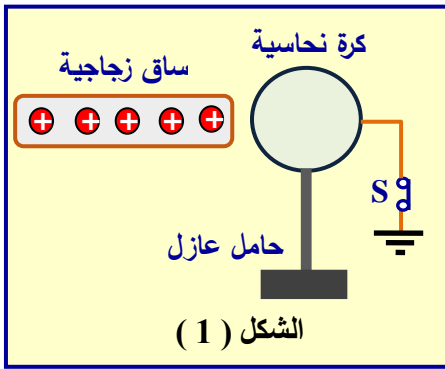 كرة نحاسية
ساق زجاجية
+ + + + +
S
حامل عازل
الشكل ( 1 )